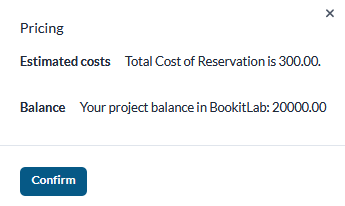 Pricing
Estimated costs Total Cost of Reservation is 300.00.
Balance Your project balance in BookitLab: 20000.00
Confirm